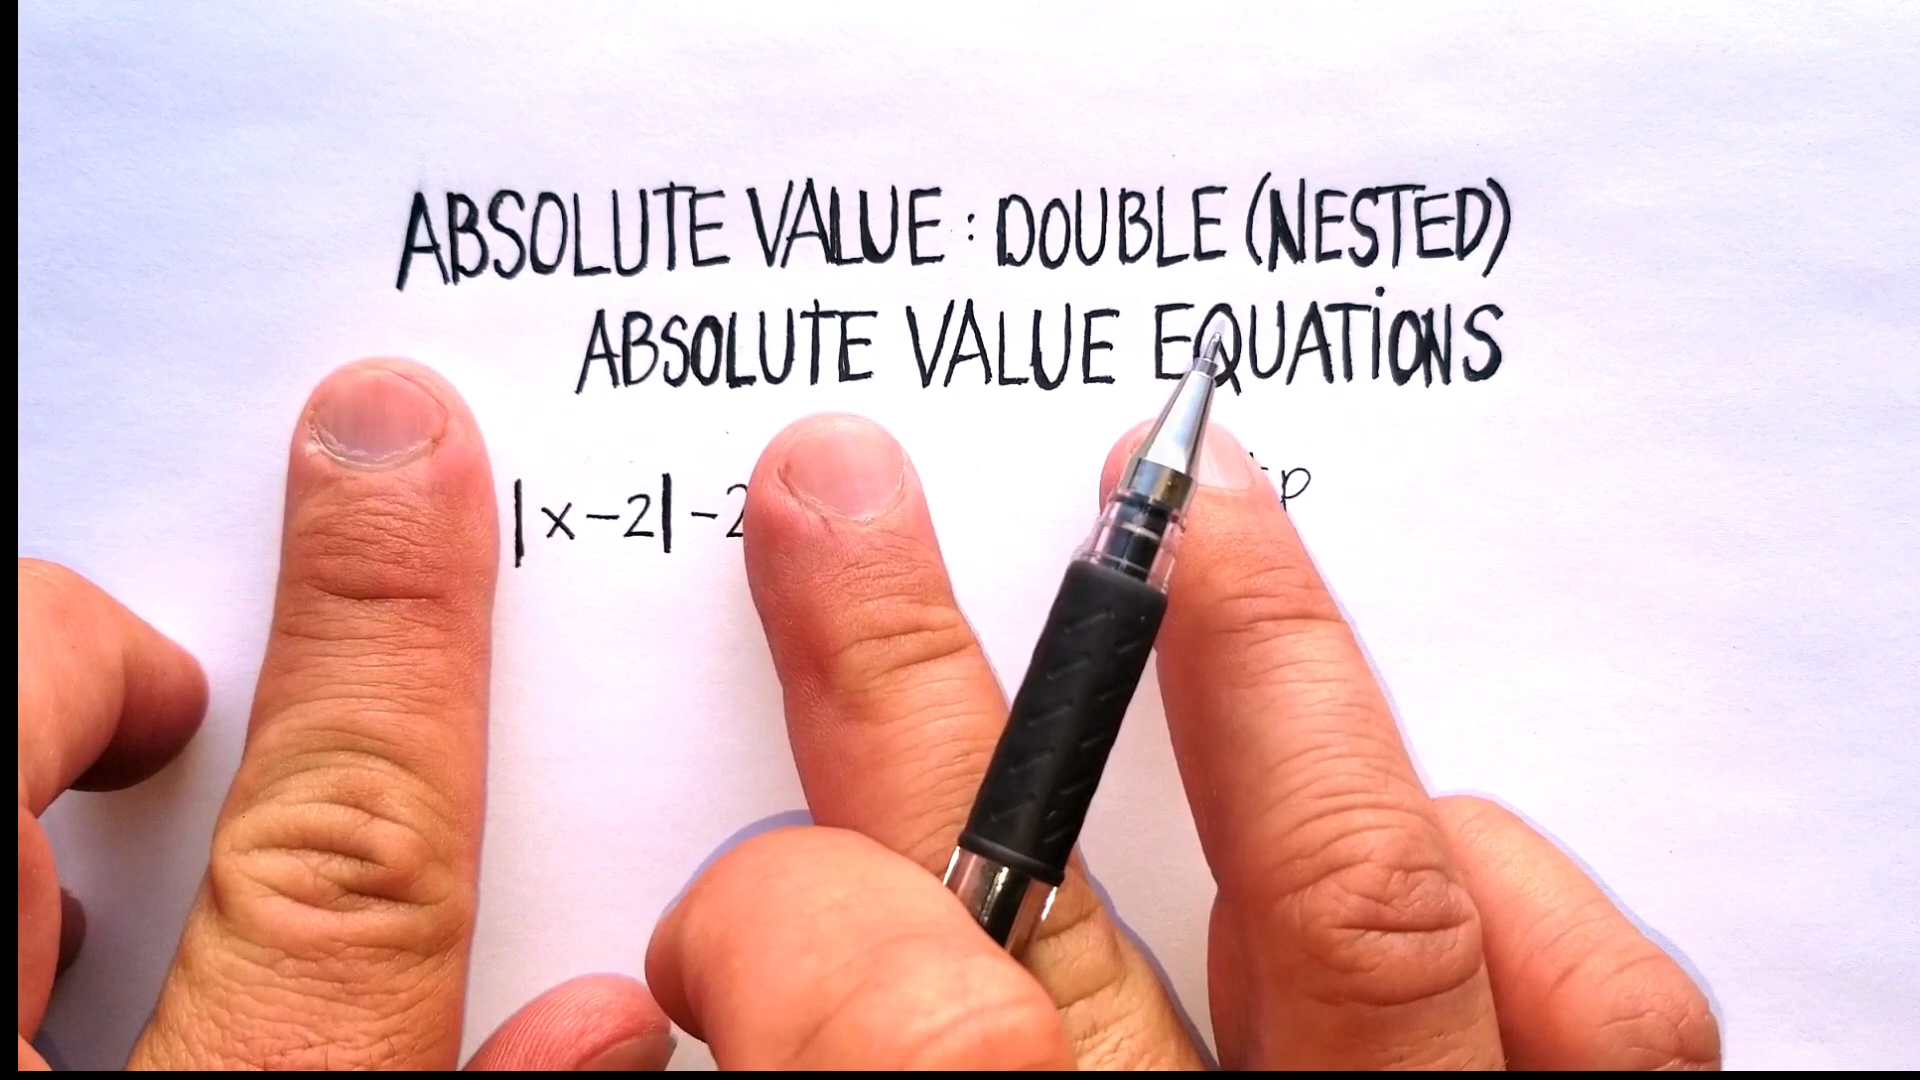 ABSOLUTE VALUE : DOUBLE (NESTED)
ABSOLUTE VALUE EQUATIONS
|x-2| -2